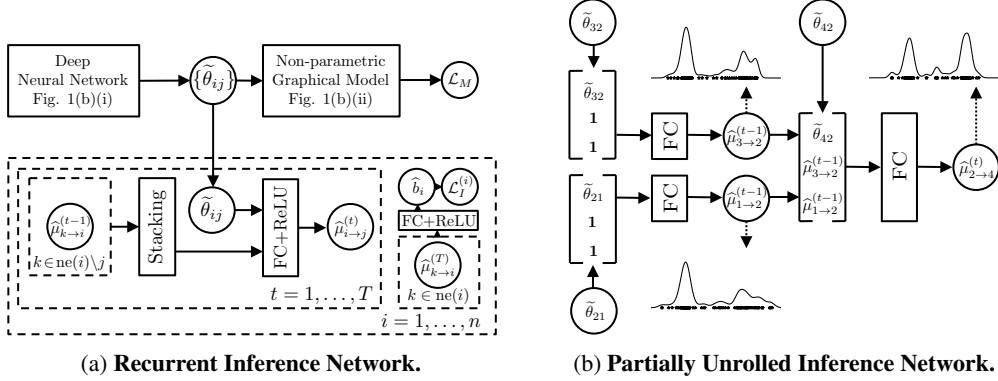 Deep
Neural Network
Fig. 1(b)(i)
{θ̃_{ij}}
Non-parametric
Graphical Model
Fig. 1(b)(ii)
ℒ_M
μ̂^{(t−1)}_{k→i}
k∈ne(i)\j
Stacking
θ̃_{ij}
FC+ReLU
μ̂^{(t)}_{i→j}
t = 1, . . . , T
b̂_i
ℒ_I^{(i)}
FC+ReLU
μ̂^{(T)}_{k→i}
k ∈ ne(i)
i = 1, . . . , n
(a) Recurrent Inference Network.
θ̃_{32}
θ̃_{32}
1
1
FC
μ̂^{(t−1)}_{3→2}
θ̃_{21}
1
1
FC
μ̂^{(t−1)}_{1→2}
θ̃_{21}
θ̃_{42}
θ̃_{42}
μ̂^{(t−1)}_{3→2}
μ̂^{(t−1)}_{1→2}
FC
μ̂^{(t)}_{2→4}
(b) Partially Unrolled Inference Network.